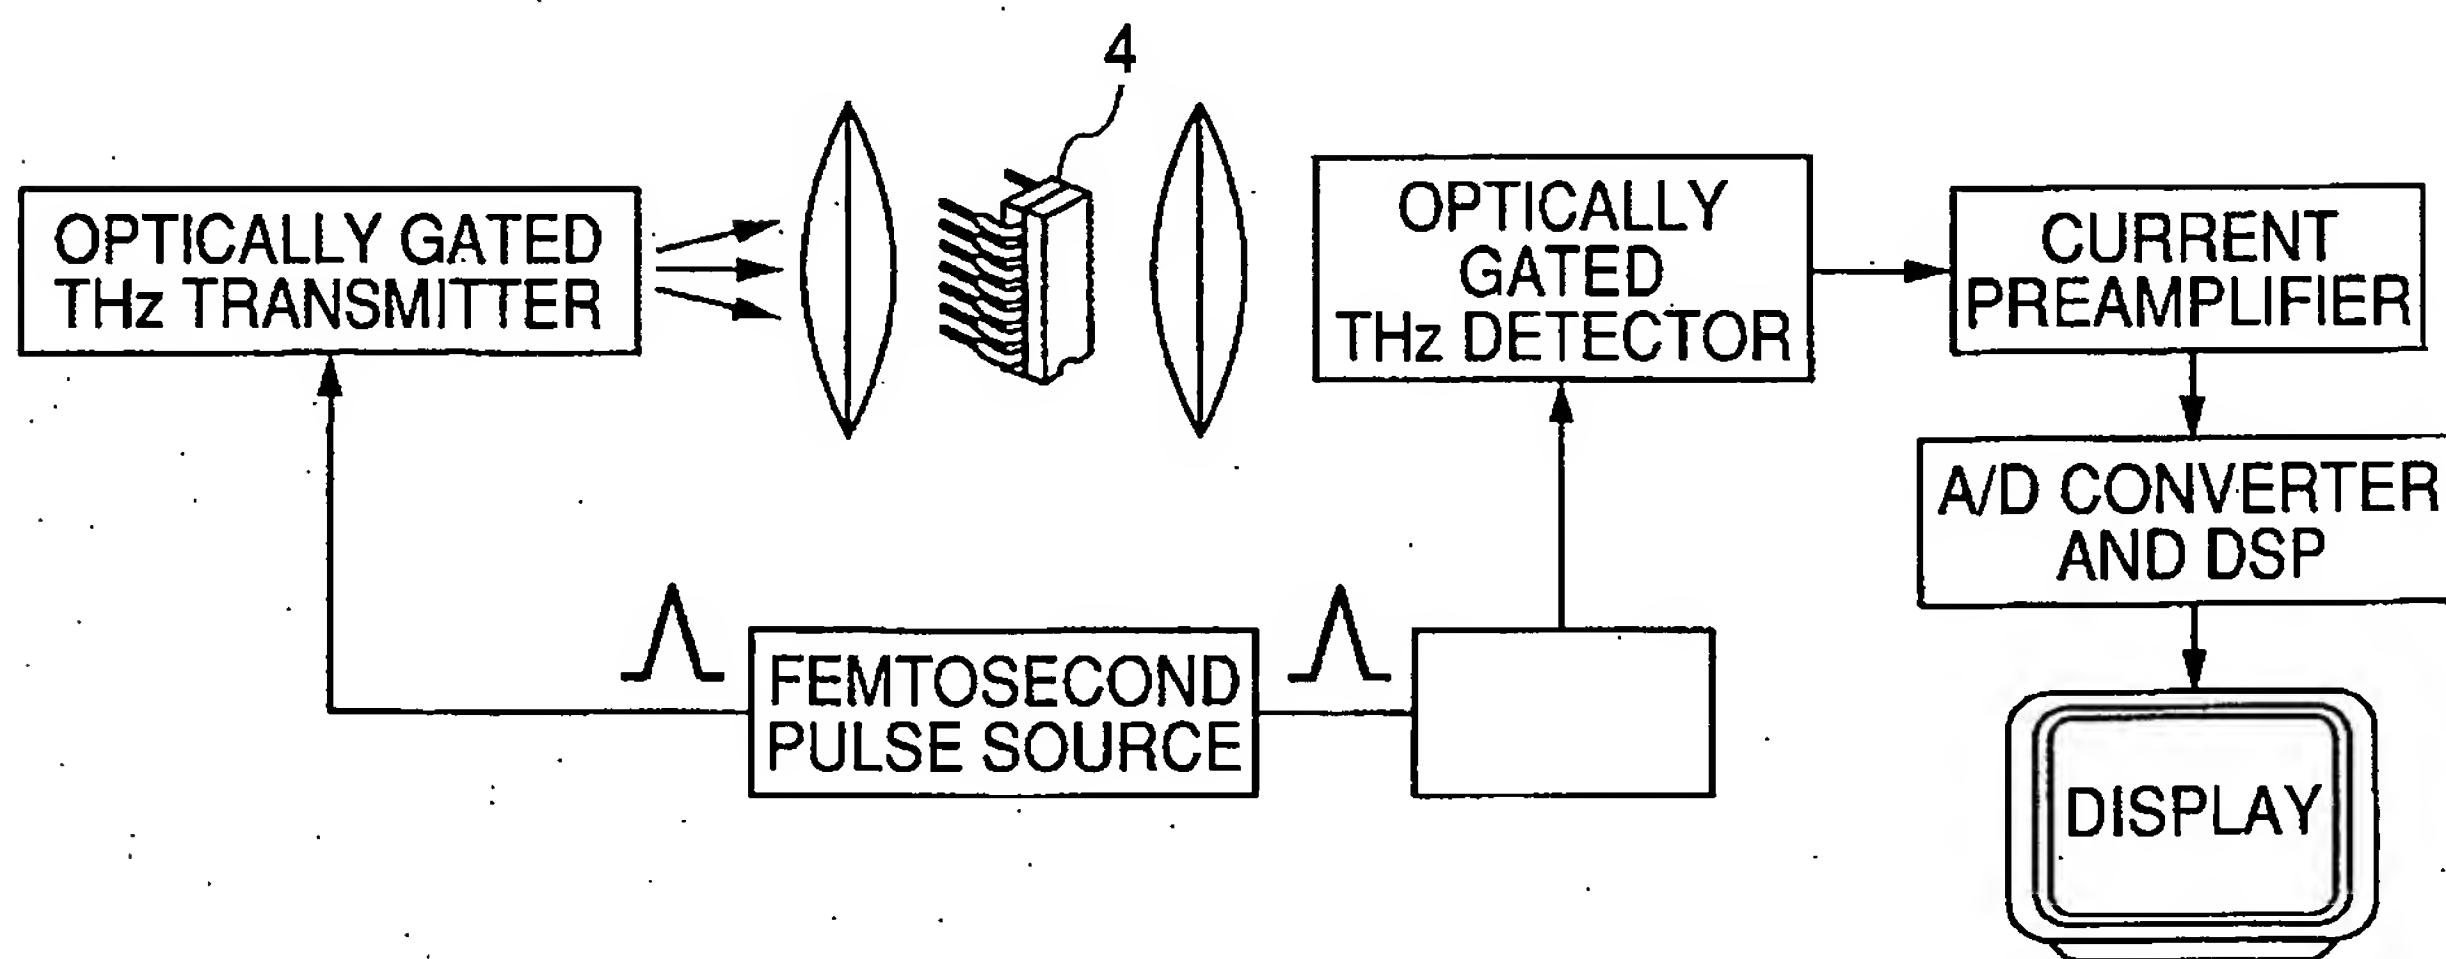 4
OPTICALLY GATED
THz TRANSMITTER
OPTICALLY
GATED
THz DETECTOR
CURRENT
PREAMPLIFIER
A/D CONVERTER
AND DSP
FEMTOSECOND
PULSE SOURCE
DISPLAY